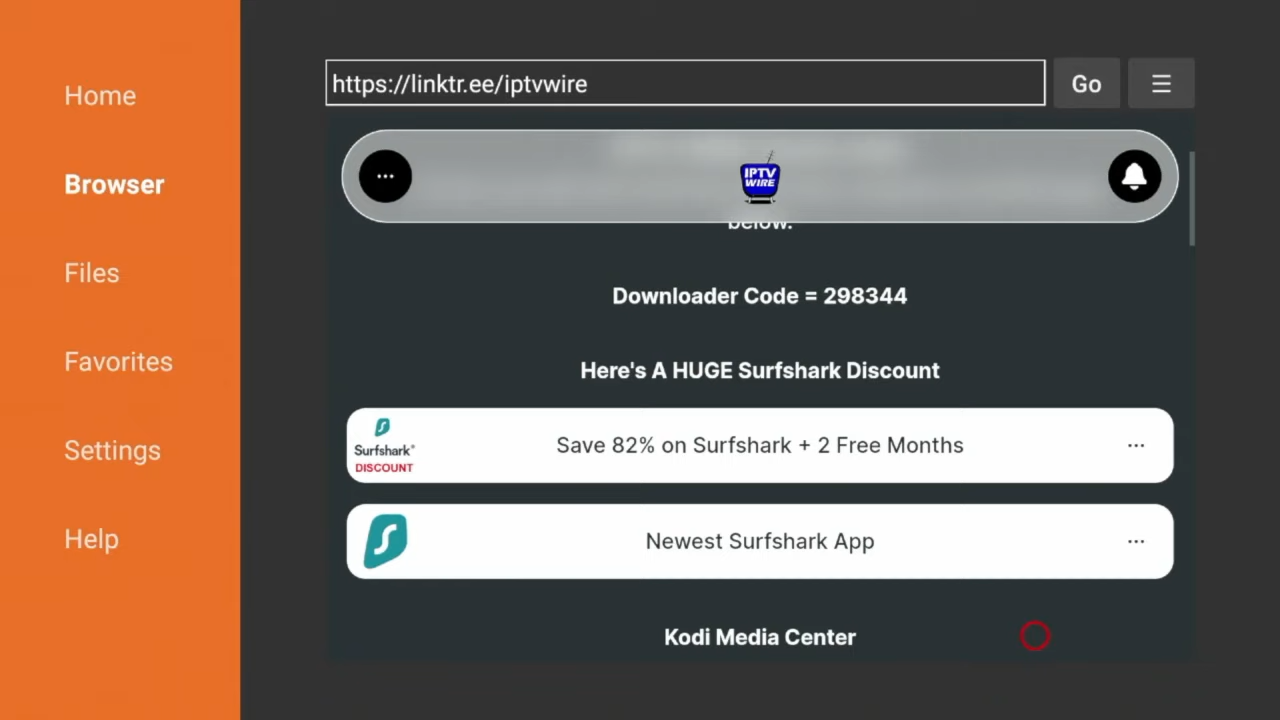 Home
Browser
Files
Favorites
Settings
Help
https://linktr.ee/iptvwire
Go
IPTV
WIRE
below.
Downloader Code = 298344
Here's A HUGE Surfshark Discount
Surfshark®
DISCOUNT
Save 82% on Surfshark + 2 Free Months
Newest Surfshark App
Kodi Media Center